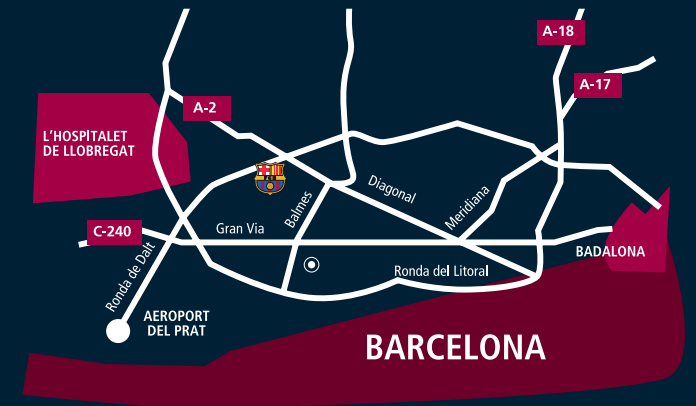 A-18
A-17
A-2
L'HOSPITALET
DE LLOBREGAT
Diagonal
Balmes
Meridiana
C-240
Gran Via
BADALONA
Ronda de Dalt
Ronda del Litoral
AEROPORT
DEL PRAT
BARCELONA